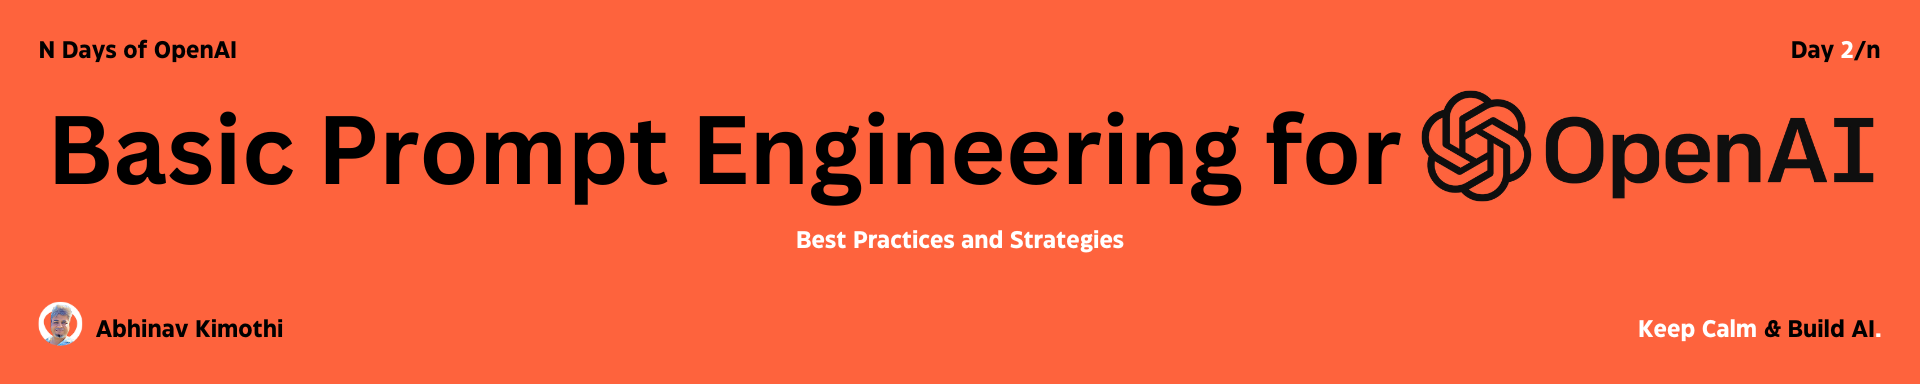 N Days of OpenAI
Day 2/n
Basic Prompt Engineering for OpenAI
Best Practices and Strategies
Abhinav Kimothi
Keep Calm & Build AI.